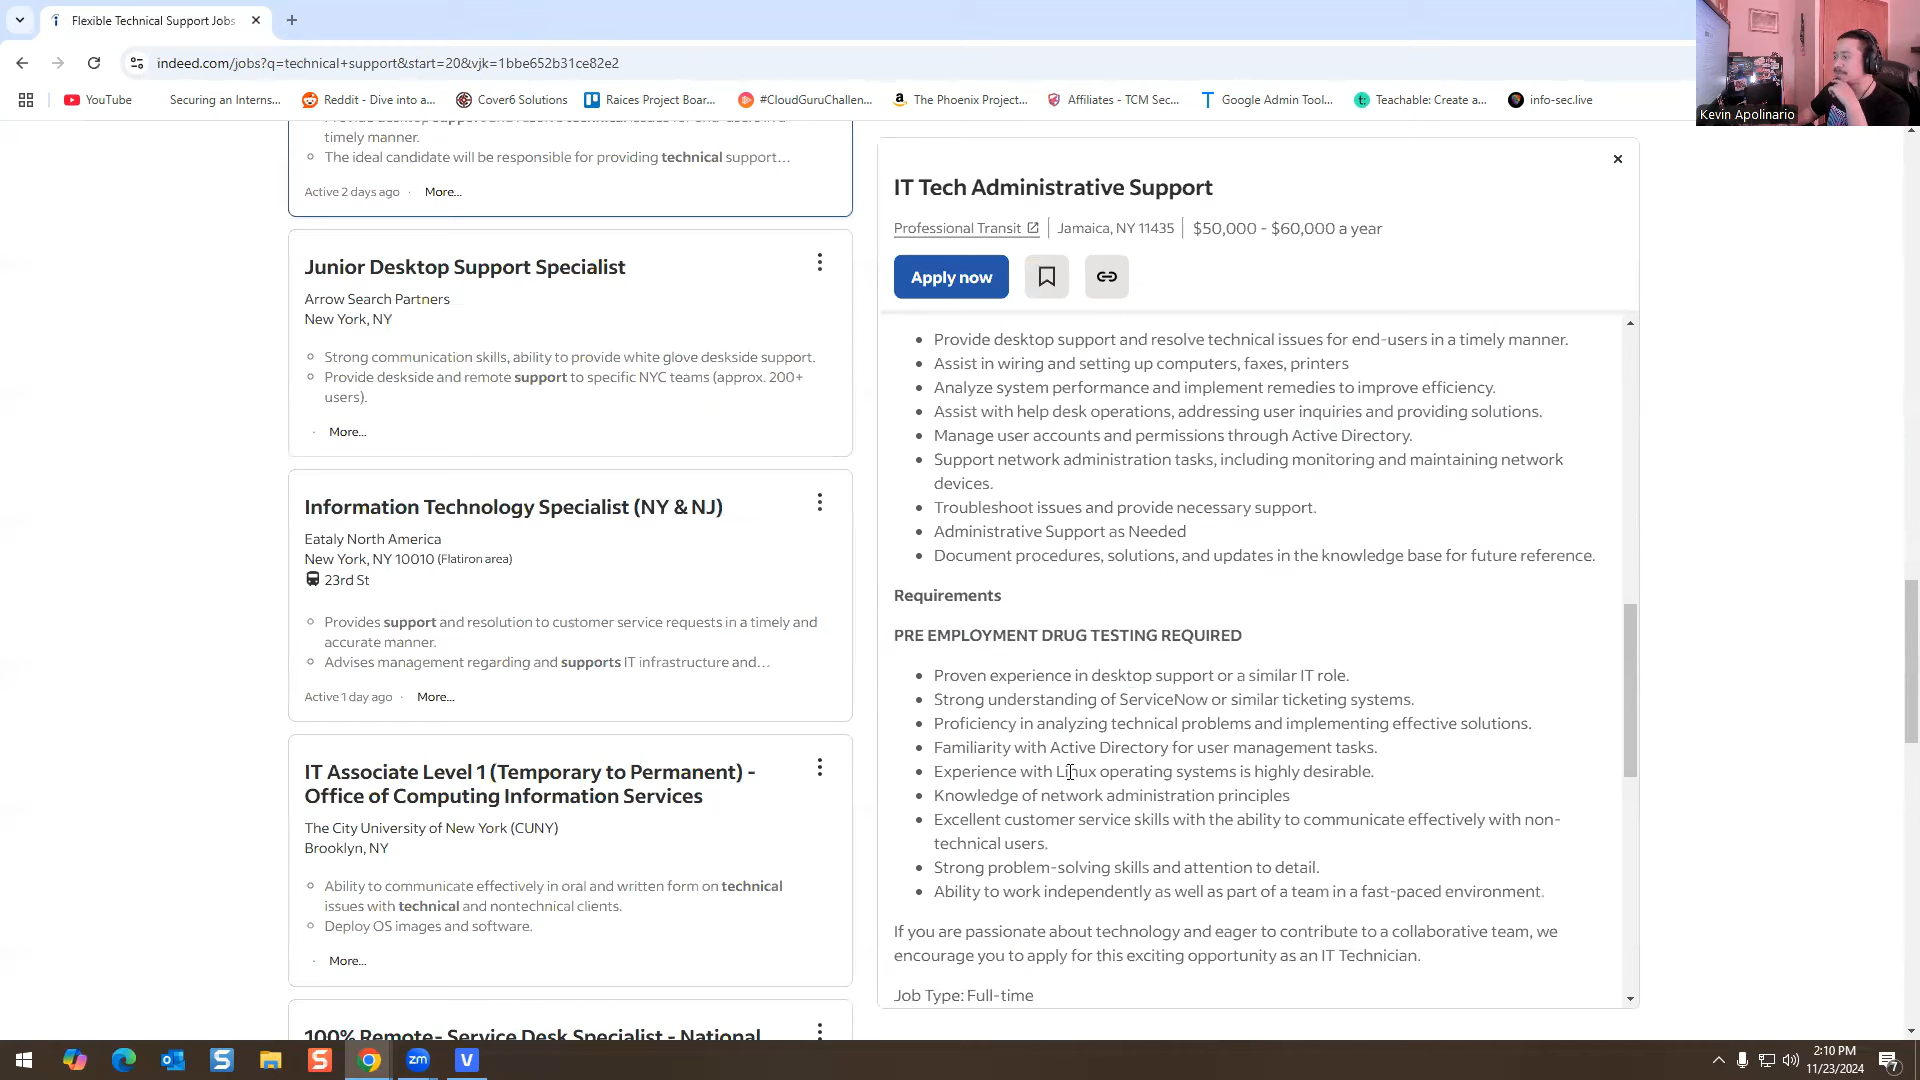 Flexible Technical Support Jobs
indeed.com/jobs?q=technical+support&start=20&vjk=1bbe652b31ce82e2
YouTube
Securing an Interns...
Reddit - Dive into a...
Cover6 Solutions
Raices Project Boar...
#CloudGuruChallen...
The Phoenix Project...
Affiliates - TCM Sec...
Google Admin Tool...
Teachable: Create a...
info-sec.live
Kevin Apolinario
timely manner.
The ideal candidate will be responsible for providing technical support...
Active 2 days ago · More...
Junior Desktop Support Specialist
Arrow Search Partners
New York, NY
Strong communication skills, ability to provide white glove deskside support.
Provide deskside and remote support to specific NYC teams (approx. 200+
users).
· More...
Information Technology Specialist (NY & NJ)
Eataly North America
New York, NY 10010 (Flatiron area)
23rd St
Provides support and resolution to customer service requests in a timely and
accurate manner.
Advises management regarding and supports IT infrastructure and...
Active 1 day ago · More...
IT Associate Level 1 (Temporary to Permanent) -
Office of Computing Information Services
The City University of New York (CUNY)
Brooklyn, NY
Ability to communicate effectively in oral and written form on technical
issues with technical and nontechnical clients.
Deploy OS images and software.
· More...
100% Remote- Service Desk Specialist - National
IT Tech Administrative Support
Professional Transit
Jamaica, NY 11435
$50,000 - $60,000 a year
Apply now
Provide desktop support and resolve technical issues for end-users in a timely manner.
Assist in wiring and setting up computers, faxes, printers
Analyze system performance and implement remedies to improve efficiency.
Assist with help desk operations, addressing user inquiries and providing solutions.
Manage user accounts and permissions through Active Directory.
Support network administration tasks, including monitoring and maintaining network
devices.
Troubleshoot issues and provide necessary support.
Administrative Support as Needed
Document procedures, solutions, and updates in the knowledge base for future reference.
Requirements
PRE EMPLOYMENT DRUG TESTING REQUIRED
Proven experience in desktop support or a similar IT role.
Strong understanding of ServiceNow or similar ticketing systems.
Proficiency in analyzing technical problems and implementing effective solutions.
Familiarity with Active Directory for user management tasks.
Experience with Linux operating systems is highly desirable.
Knowledge of network administration principles
Excellent customer service skills with the ability to communicate effectively with non-
technical users.
Strong problem-solving skills and attention to detail.
Ability to work independently as well as part of a team in a fast-paced environment.
If you are passionate about technology and eager to contribute to a collaborative team, we
encourage you to apply for this exciting opportunity as an IT Technician.
Job Type: Full-time
zm
V
2:10 PM
11/23/2024
7